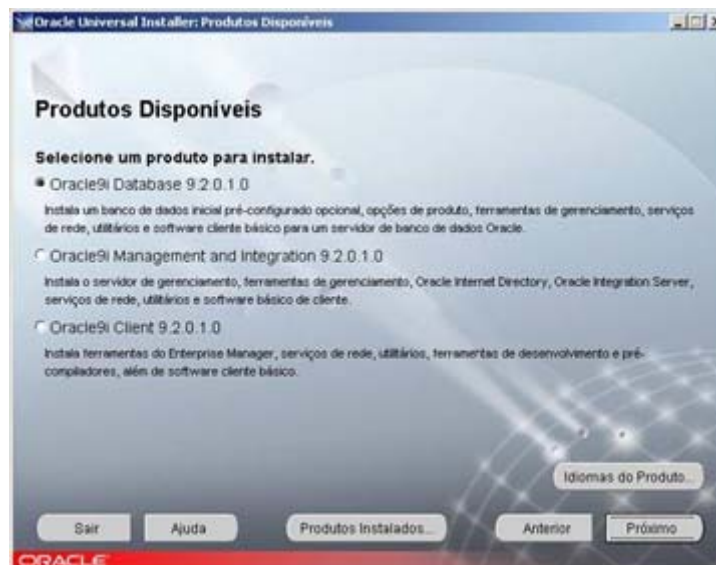 Oracle Universal Installer: Produtos Disponíveis
Produtos Disponíveis
Selecione um produto para instalar.
Oracle9i Database 9.2.0.1.0
Instala um banco de dados inicial pré-configurado opcional, opções de produto, ferramentas de gerenciamento, serviços
de rede, utilitários e software cliente básico para um servidor de banco de dados Oracle.
Oracle9i Management and Integration 9.2.0.1.0
Instala o servidor de gerenciamento, ferramentas de gerenciamento, Oracle Internet Directory, Oracle Integration Server,
serviços de rede, utilitários e software básico de cliente.
Oracle9i Client 9.2.0.1.0
Instala ferramentas do Enterprise Manager, serviços de rede, utilitários, ferramentas de desenvolvimento e pré-
compiladores, além de software cliente básico.
Idiomas do Produto...
Sair Ajuda Produtos Instalados... Anterior Próximo
ORACLE